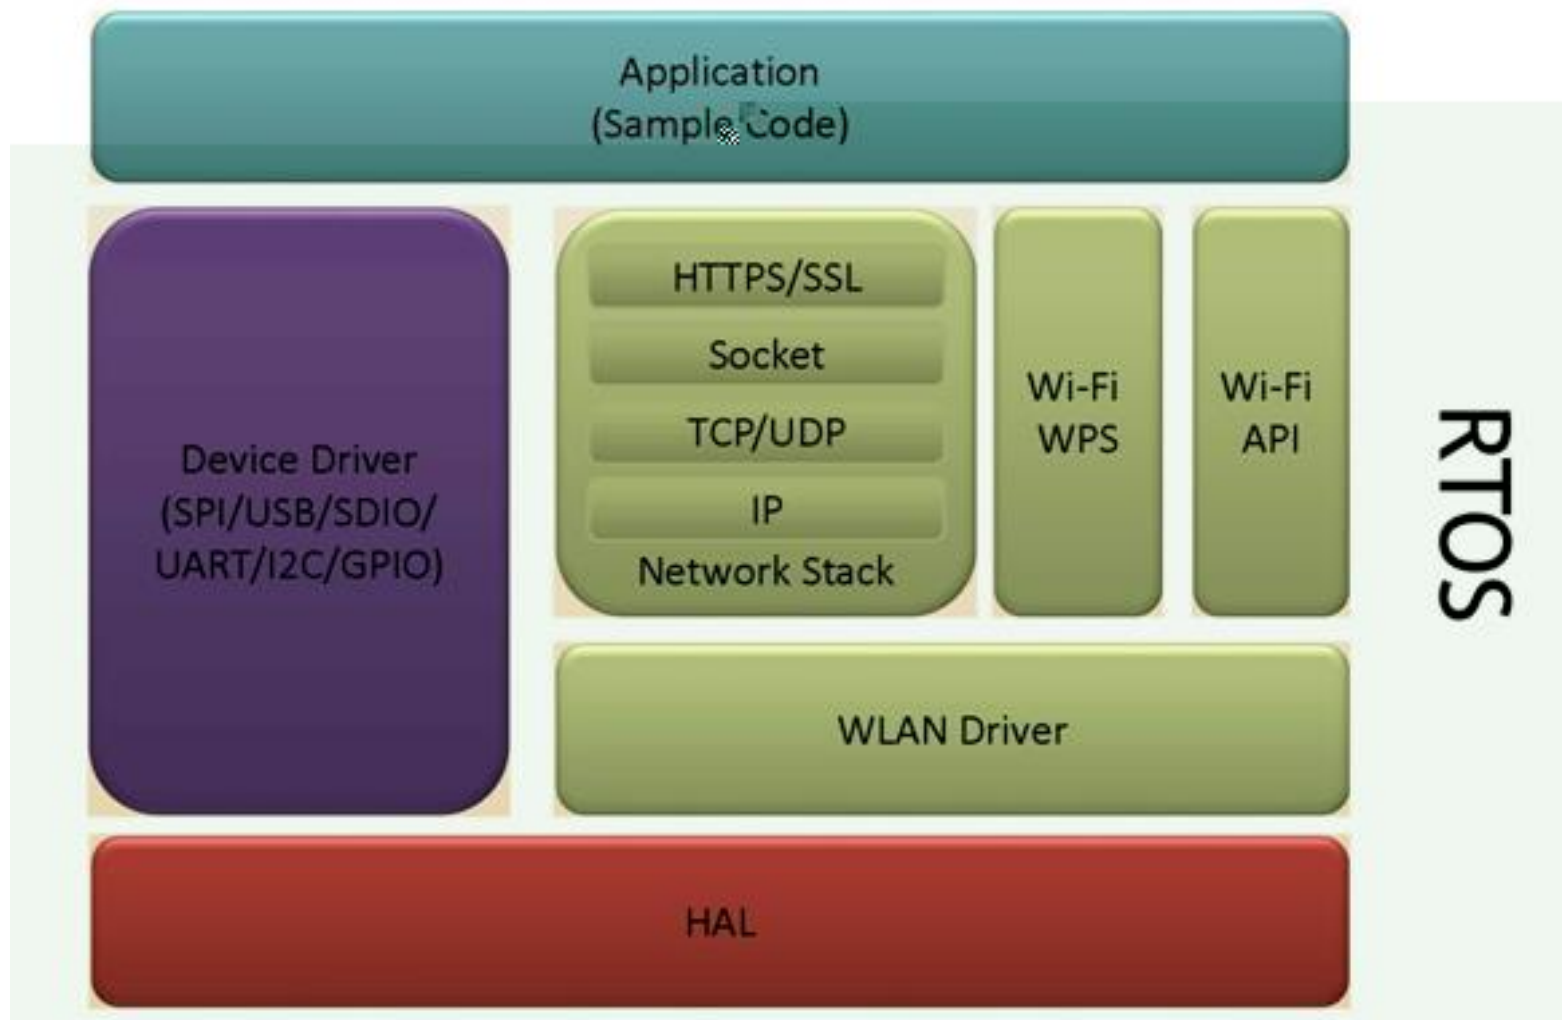 Application
(Sample Code)
Device Driver
(SPI/USB/SDIO/
UART/I2C/GPIO)
HTTPS/SSL
Socket
TCP/UDP
IP
Network Stack
Wi-Fi
WPS
Wi-Fi
API
WLAN Driver
HAL
RTOS